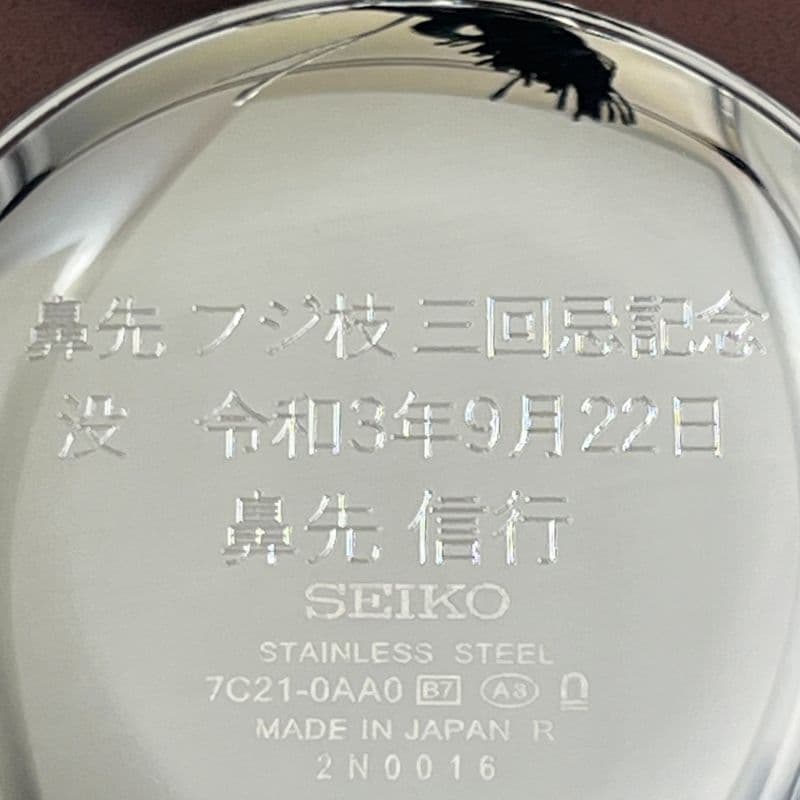 鼻先 フジ枝 三回忌記念
没 令和3年9月22日
鼻先 信行
SEIKO
STAINLESS STEEL
7C21-0AA0 B7 A3
MADE IN JAPAN R
2N0016